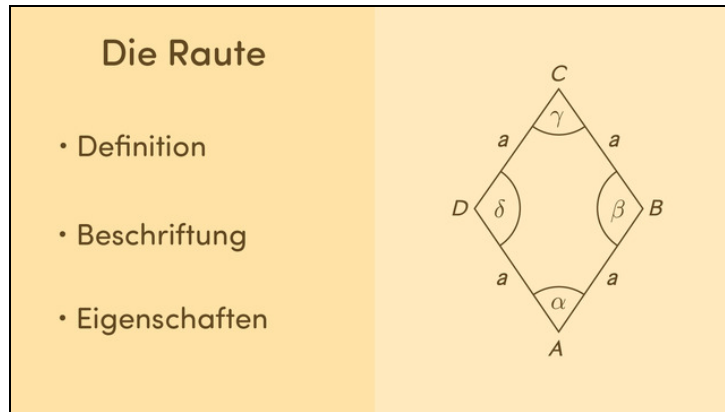 Die Raute
• Definition
• Beschriftung
• Eigenschaften
C
γ
a a
D δ β B
a a
α
A